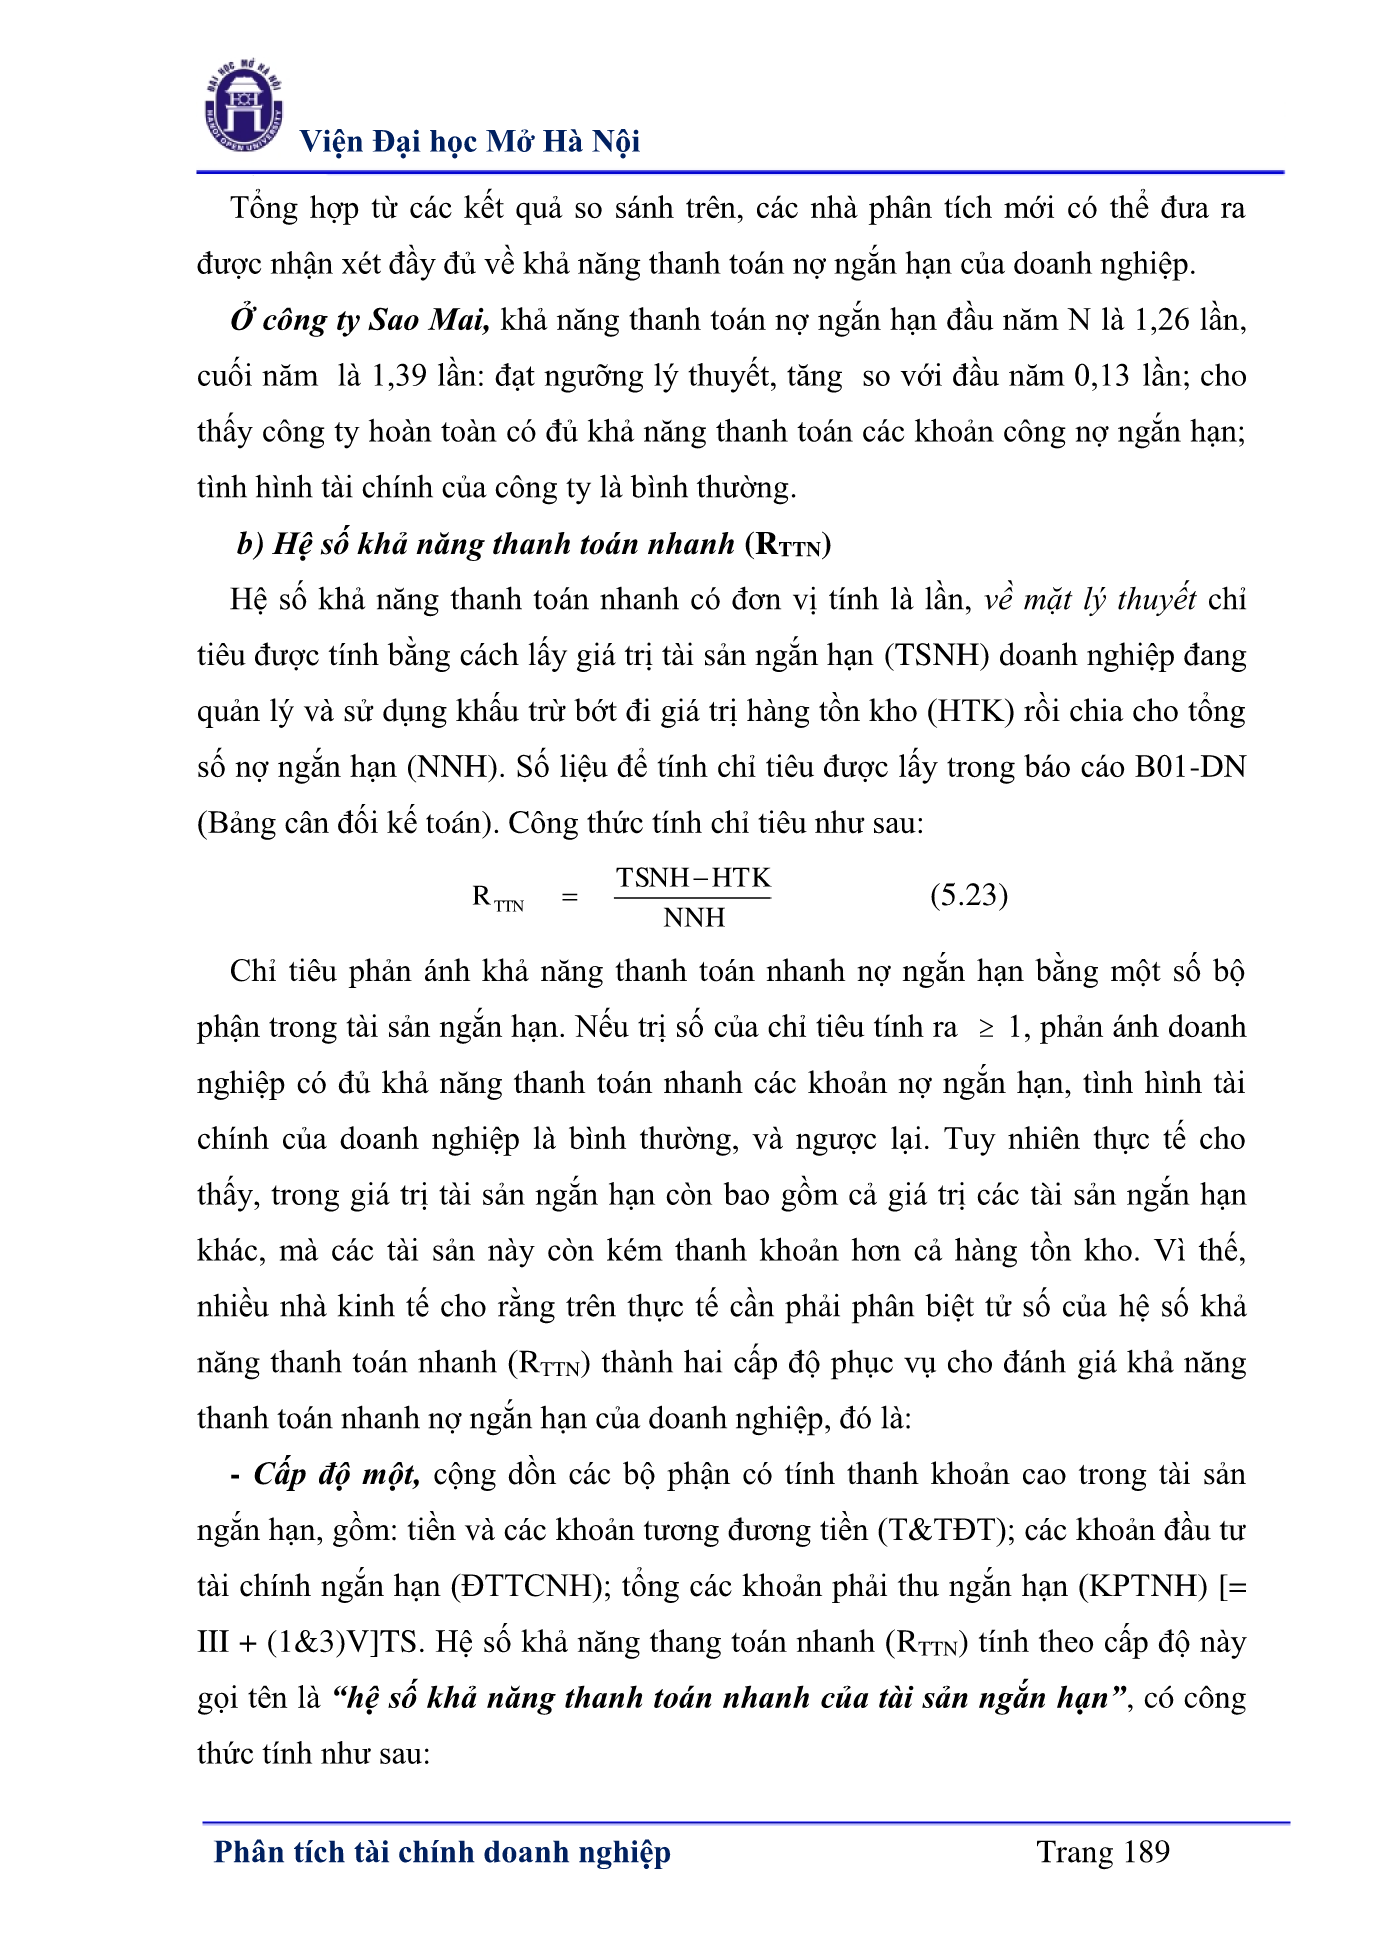 ĐẠI HỌC MỞ HÀ NỘI
HANOI OPEN UNIVERSITY
Viện Đại học Mở Hà Nội
Tổng hợp từ các kết quả so sánh trên, các nhà phân tích mới có thể đưa ra
được nhận xét đầy đủ về khả năng thanh toán nợ ngắn hạn của doanh nghiệp.
Ở công ty Sao Mai, khả năng thanh toán nợ ngắn hạn đầu năm N là 1,26 lần,
cuối năm là 1,39 lần: đạt ngưỡng lý thuyết, tăng so với đầu năm 0,13 lần; cho
thấy công ty hoàn toàn có đủ khả năng thanh toán các khoản công nợ ngắn hạn;
tình hình tài chính của công ty là bình thường.
b) Hệ số khả năng thanh toán nhanh (RTTN)
Hệ số khả năng thanh toán nhanh có đơn vị tính là lần, về mặt lý thuyết chỉ
tiêu được tính bằng cách lấy giá trị tài sản ngắn hạn (TSNH) doanh nghiệp đang
quản lý và sử dụng khấu trừ bớt đi giá trị hàng tồn kho (HTK) rồi chia cho tổng
số nợ ngắn hạn (NNH). Số liệu để tính chỉ tiêu được lấy trong báo cáo B01-DN
(Bảng cân đối kế toán). Công thức tính chỉ tiêu như sau:
TSNH−HTK
RTTN = (5.23)
NNH
Chỉ tiêu phản ánh khả năng thanh toán nhanh nợ ngắn hạn bằng một số bộ
phận trong tài sản ngắn hạn. Nếu trị số của chỉ tiêu tính ra ≥ 1, phản ánh doanh
nghiệp có đủ khả năng thanh toán nhanh các khoản nợ ngắn hạn, tình hình tài
chính của doanh nghiệp là bình thường, và ngược lại. Tuy nhiên thực tế cho
thấy, trong giá trị tài sản ngắn hạn còn bao gồm cả giá trị các tài sản ngắn hạn
khác, mà các tài sản này còn kém thanh khoản hơn cả hàng tồn kho. Vì thế,
nhiều nhà kinh tế cho rằng trên thực tế cần phải phân biệt tử số của hệ số khả
năng thanh toán nhanh (RTTN) thành hai cấp độ phục vụ cho đánh giá khả năng
thanh toán nhanh nợ ngắn hạn của doanh nghiệp, đó là:
- Cấp độ một, cộng dồn các bộ phận có tính thanh khoản cao trong tài sản
ngắn hạn, gồm: tiền và các khoản tương đương tiền (T&TĐT); các khoản đầu tư
tài chính ngắn hạn (ĐTTCNH); tổng các khoản phải thu ngắn hạn (KPTNH) [=
III + (1&3)V]TS. Hệ số khả năng thang toán nhanh (RTTN) tính theo cấp độ này
gọi tên là “hệ số khả năng thanh toán nhanh của tài sản ngắn hạn”, có công
thức tính như sau:
Phân tích tài chính doanh nghiệp Trang 189